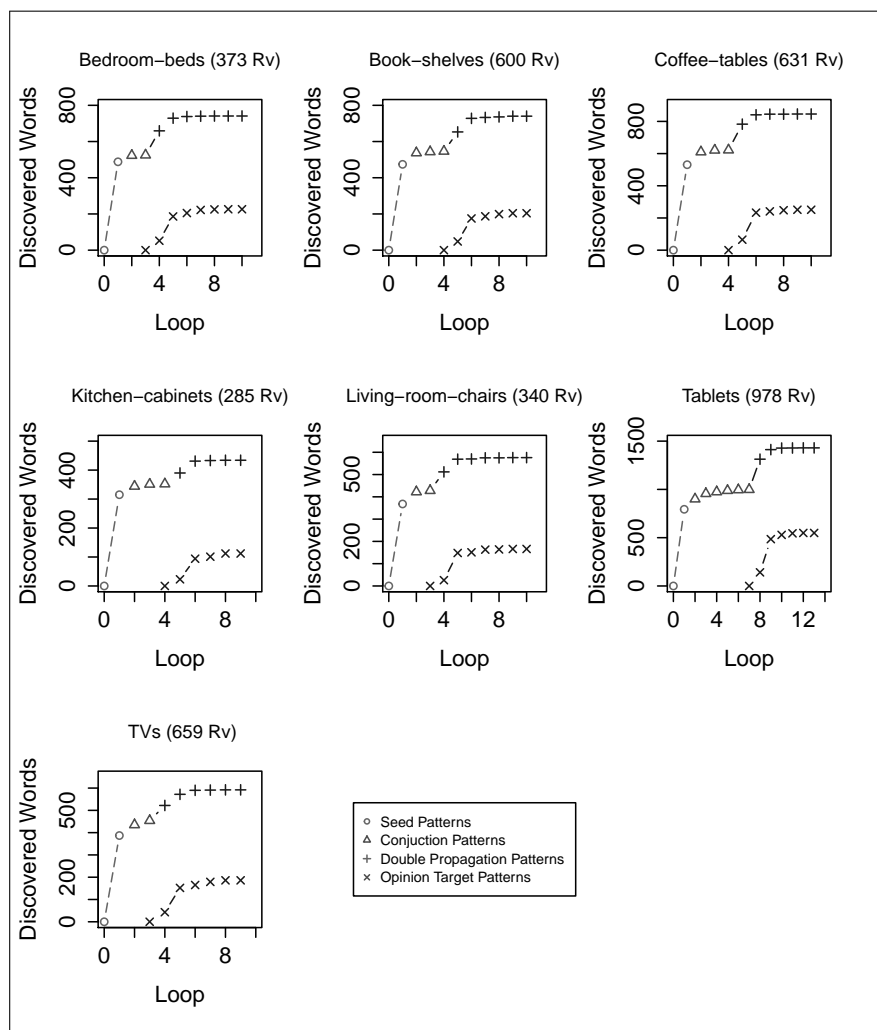 Bedroom−beds (373 Rv)
Discovered Words
0 400 800
0 4 8
Loop
Book−shelves (600 Rv)
Discovered Words
0 400 800
0 4 8
Loop
Coffee−tables (631 Rv)
Discovered Words
0 400 800
0 4 8
Loop
Kitchen−cabinets (285 Rv)
Discovered Words
0 200 400
0 4 8
Loop
Living−room−chairs (340 Rv)
Discovered Words
0 200 500
0 4 8
Loop
Tablets (978 Rv)
Discovered Words
0 500 1500
0 4 8 12
Loop
TVs (659 Rv)
Discovered Words
0 200 500
0 4 8
Loop
Seed Patterns
Conjuction Patterns
Double Propagation Patterns
Opinion Target Patterns